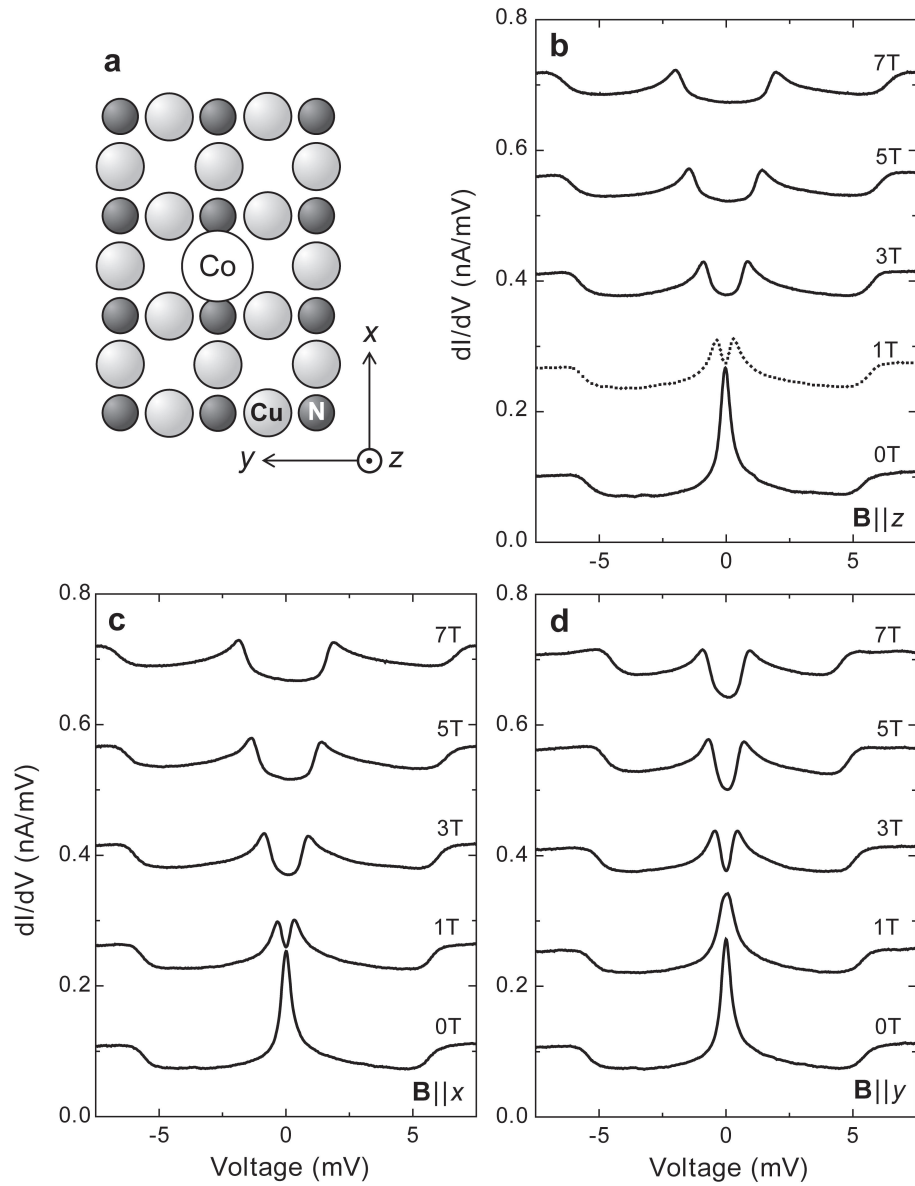 a
Co
Cu
N
x
y
z
b
0.8
0.6
0.4
0.2
0.0
dI/dV (nA/mV)
7T
5T
3T
1T
0T
B||z
-5 0 5
c
0.8
0.6
0.4
0.2
0.0
dI/dV (nA/mV)
7T
5T
3T
1T
0T
B||x
-5 0 5
Voltage (mV)
d
0.8
0.6
0.4
0.2
0.0
7T
5T
3T
1T
0T
B||y
-5 0 5
Voltage (mV)